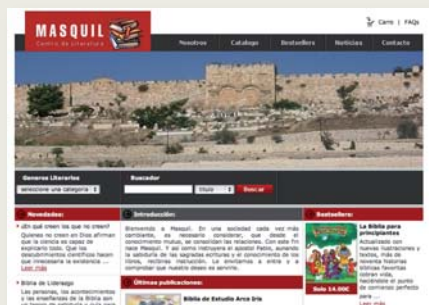 MASQUIL
Centro de Literatura
Carro | FAQs
Nosotros
Catalogo
Bestsellers
Noticias
Contacto
Generos Literarios
seleccione una categoria
Buscador
titulo
Buscar
Novedades:
¿En qué creen los que no creen?
Quienes no creen en Dios afirman
que la ciencia es capaz de
explicarlo todo. Que los
descubrimientos científicos hacen
que innecesaria la existencia ...
Leer más
Biblia de Liderazgo
Las personas, los acontecimientos
y las enseñanzas de la Biblia son
Introducción:
Bienvenido a Masquil. En una sociedad cada vez más
cambiante, es necesario considerar, que desde el
conocimiento mutuo, se consolidan las relaciones. Con este fin
nace Masquil. Y así como instruyera el apostol Pablo, aunando
la sabiduría de las sagradas escrituras y el conocimiento de los
libros, recibirás instrucción. Le invitamos a entrar y a
comprobar que nuestro deseo es servirle.
Últimas publicaciones:
Biblia de Estudio Arco Iris
Bestsellers:
La Biblia para
principiantes
Actualizada con
nuevas ilustraciones y
textos, más de
noventa historias
bíblicas favoritas
cobran vida,
haciéndole el punto
de comienzo perfecto
para ...
Leer más
Solo 14.00€